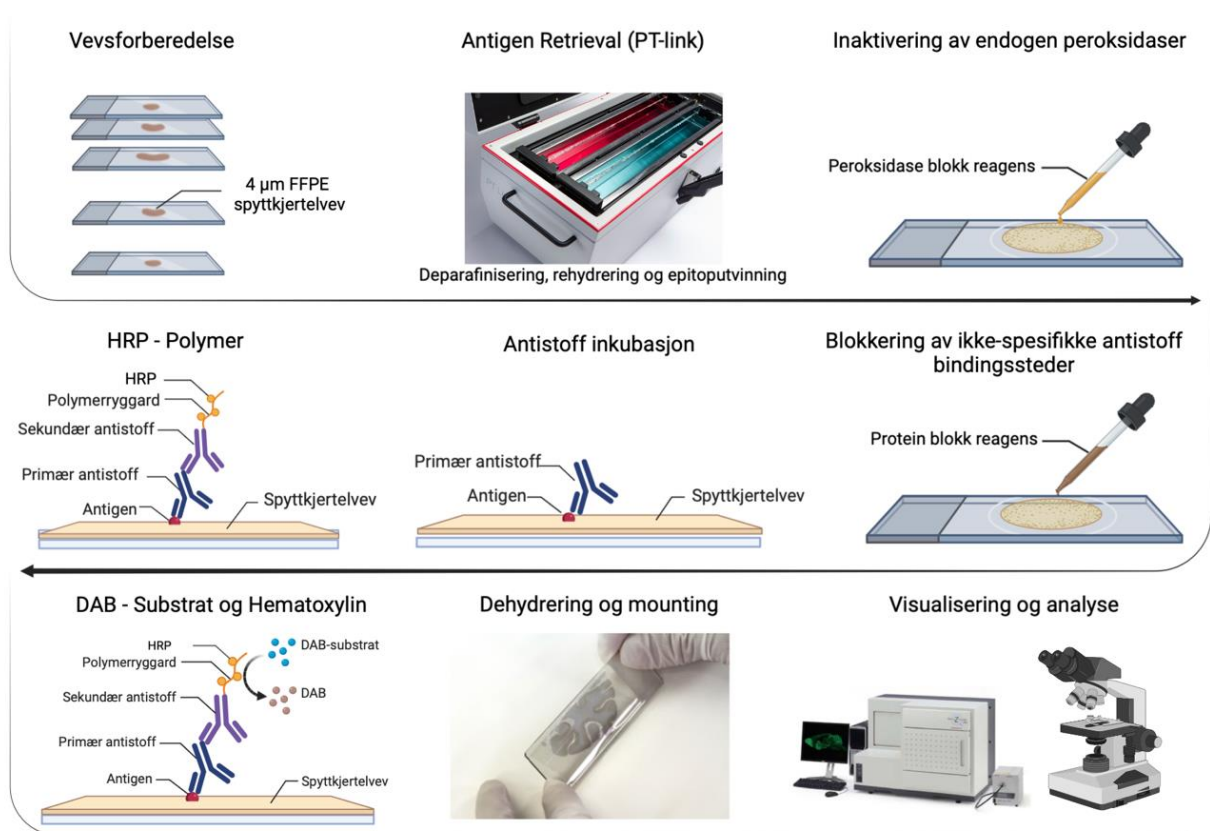 Vevsforberedelse
4 μm FFPE
spyttkjertelvev
Antigen Retrieval (PT-link)
Deparafinisering, rehydrering og epitoputvinning
Inaktivering av endogen peroksidaser
Peroksidase blokk reagens
HRP - Polymer
HRP
Polymerryggard
Sekundær antistoff
Primær antistoff
Antigen
Spyttkjertelvev
Antistoff inkubasjon
Primær antistoff
Antigen
Spyttkjertelvev
Blokkering av ikke-spesifikke antistoff
bindingssteder
Protein blokk reagens
DAB - Substrat og Hematoxylin
HRP
Polymerryggard
Sekundær antistoff
Primær antistoff
Antigen
DAB-substrat
DAB
Spyttkjertelvev
Dehydrering og mounting
Visualisering og analyse